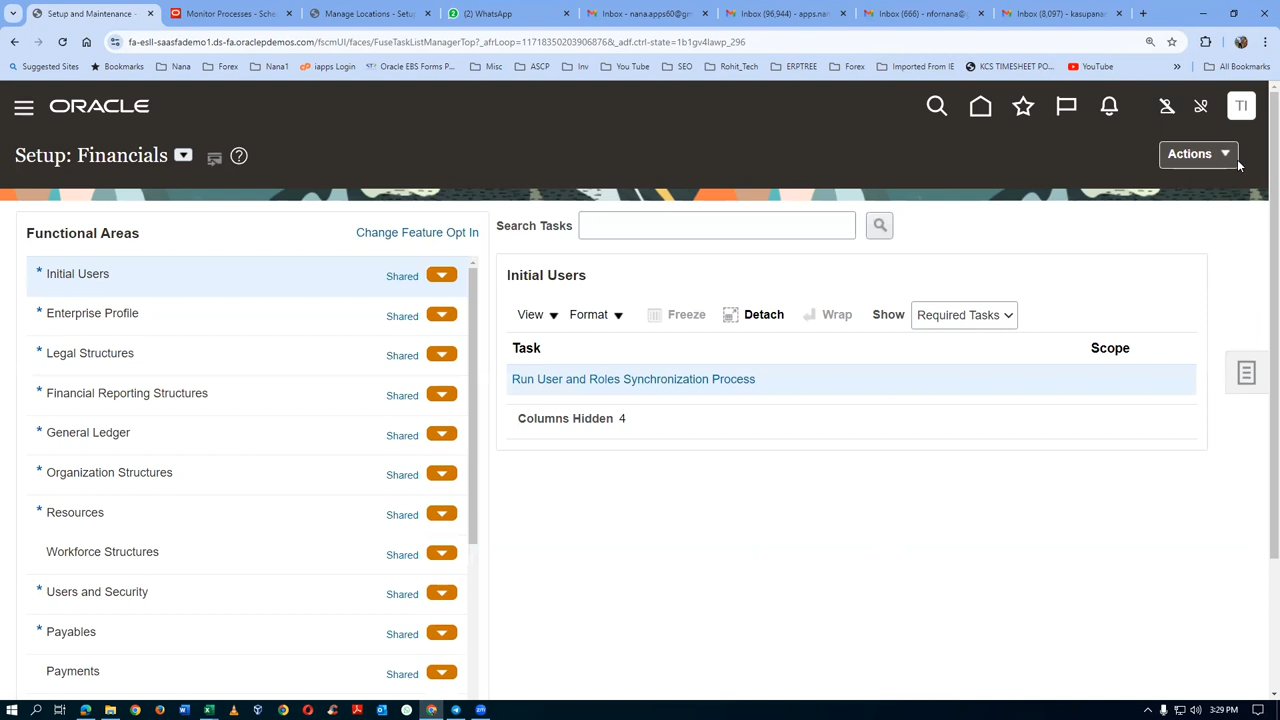 Setup and Maintenance -
Monitor Processes - Sche
Manage Locations - Setu
(2) WhatsApp
Inbox - nana.apps60@gm
Inbox (96,944) - apps.nan
Inbox (666) - nfornana@g
Inbox (8,097) - kasupana
fa-esll-saasfademo1.ds-fa.oraclepdemos.com/fscmUI/faces/FuseTaskListManagerTop?_afrLoop=1171835020390687&_adf.ctrl-state=1b1gv4lawp_296
Suggested Sites
Bookmarks
Nana
Forex
Nana1
iapps Login
Oracle EBS Forms P...
Misc
ASCP
Inv
You Tube
SEO
Rohit_Tech
ERPTREE
Forex
Imported From IE
KCS TIMESHEET PO...
YouTube
All Bookmarks
ORACLE
TI
Setup: Financials
Actions
Functional Areas
Change Feature Opt In
* Initial Users Shared
* Enterprise Profile Shared
* Legal Structures Shared
* Financial Reporting Structures Shared
* General Ledger Shared
* Organization Structures Shared
* Resources Shared
Workforce Structures Shared
* Users and Security Shared
* Payables Shared
Payments Shared
Search Tasks
Initial Users
View Format Freeze Detach Wrap Show Required Tasks
Task Scope
Run User and Roles Synchronization Process
Columns Hidden 4
3:29 PM